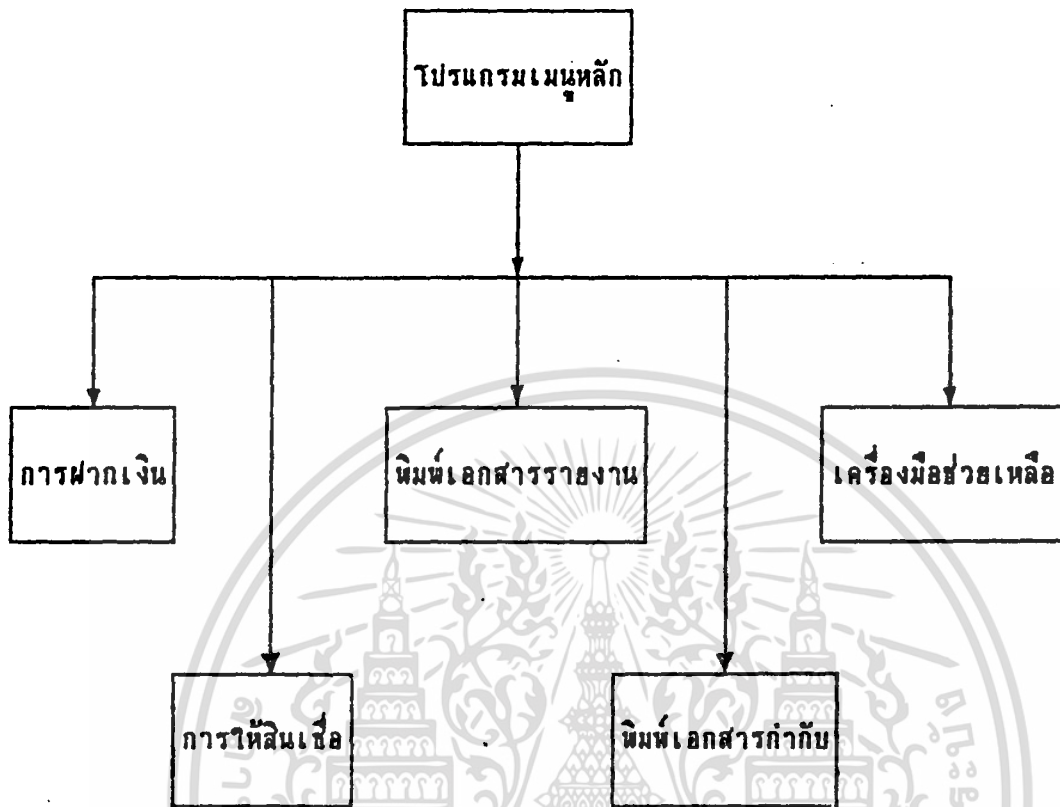 โปรแกรมเมนูหลัก
การฝากเงิน
พิมพ์เอกสารรายงาน
เครื่องมือช่วยเหลือ
การให้สินเชื่อ
พิมพ์เอกสารกำกับ